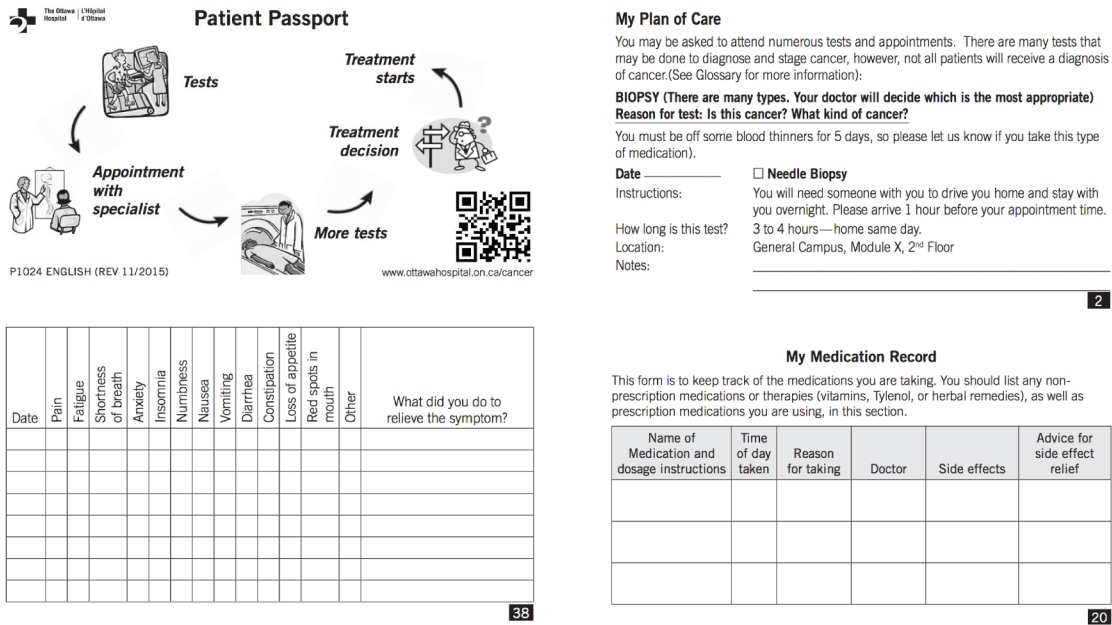 The Ottawa Hospital
L'Hôpital d'Ottawa
Patient Passport
Tests
Appointment
with
specialist
More tests
Treatment
decision
?
Treatment
starts
P1024 ENGLISH (REV 11/2015)
www.ottawahospital.on.ca/cancer
My Plan of Care
You may be asked to attend numerous tests and appointments.  There are many tests that
may be done to diagnose and stage cancer, however, not all patients will receive a diagnosis
of cancer.(See Glossary for more information):
BIOPSY (There are many types. Your doctor will decide which is the most appropriate)
Reason for test: Is this cancer? What kind of cancer?
You must be off some blood thinners for 5 days, so please let us know if you take this type
of medication).
Date ☐ Needle Biopsy
Instructions: You will need someone with you to drive you home and stay with
you overnight. Please arrive 1 hour before your appointment time.
How long is this test? 3 to 4 hours—home same day.
Location: General Campus, Module X, 2nd Floor
Notes:
2
Date
Pain
Fatigue
Shortness
of breath
Anxiety
Insomnia
Numbness
Nausea
Vomiting
Diarrhea
Constipation
Loss of appetite
Red spots in
mouth
Other
What did you do to
relieve the symptom?
38
My Medication Record
This form is to keep track of the medications you are taking. You should list any non-
prescription medications or therapies (vitamins, Tylenol, or herbal remedies), as well as
prescription medications you are using, in this section.
Name of
Medication and
dosage instructions
Time
of day
taken
Reason
for taking
Doctor
Side effects
Advice for
side effect
relief
20